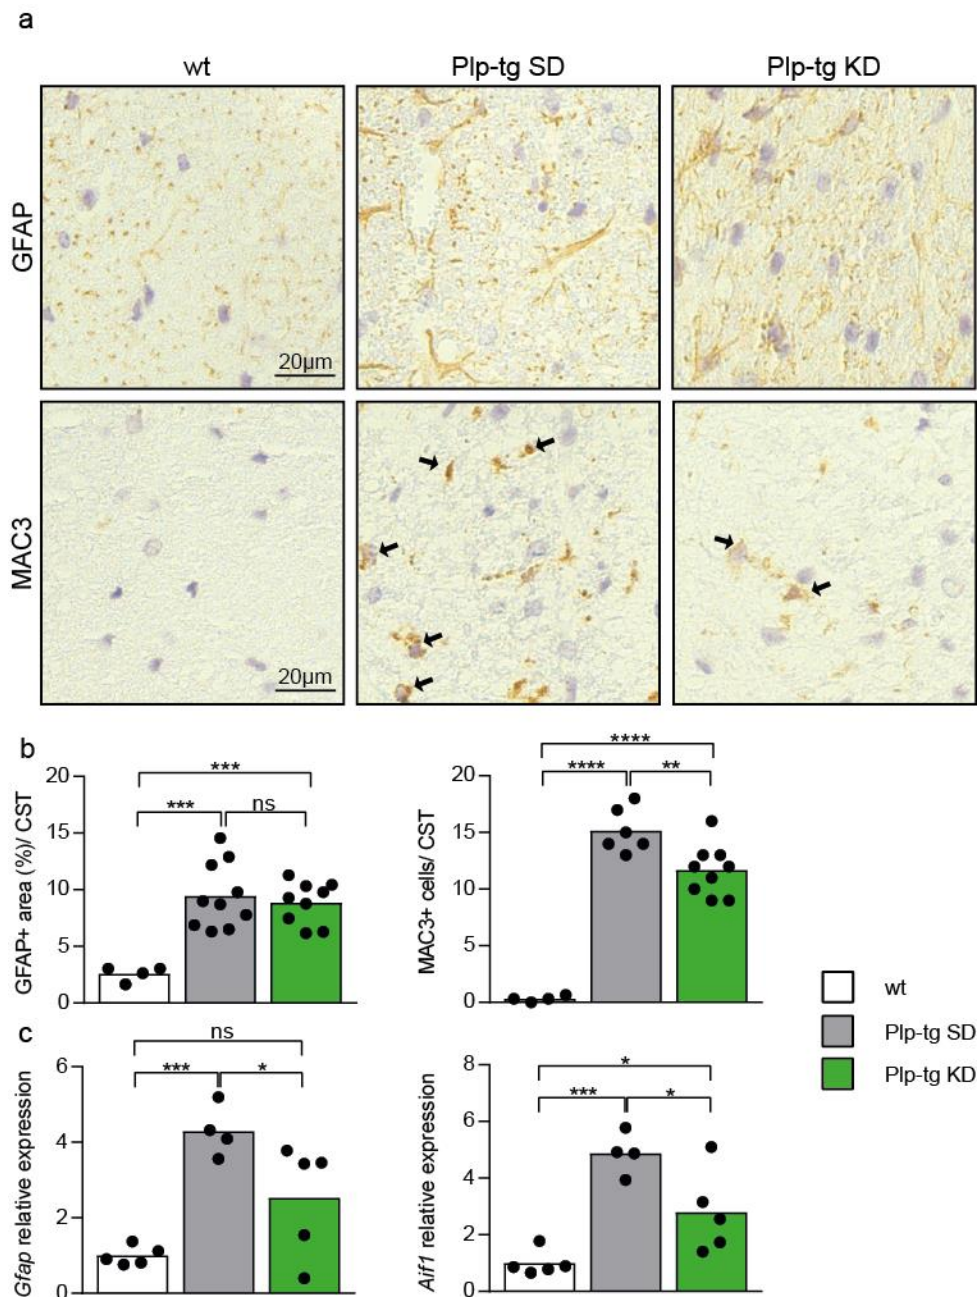 a
wt Plp-tg SD Plp-tg KD
GFAP
20µm
MAC3
20µm
b
GFAP+ area (%)/ CST
20
15
10
5
0
***
***
ns
MAC3+ cells/ CST
20
15
10
5
0
****
****
**
wt
Plp-tg SD
Plp-tg KD
c
Gfap relative expression
6
4
2
0
ns
***
*
Aif1 relative expression
8
6
4
2
0
*
***
*